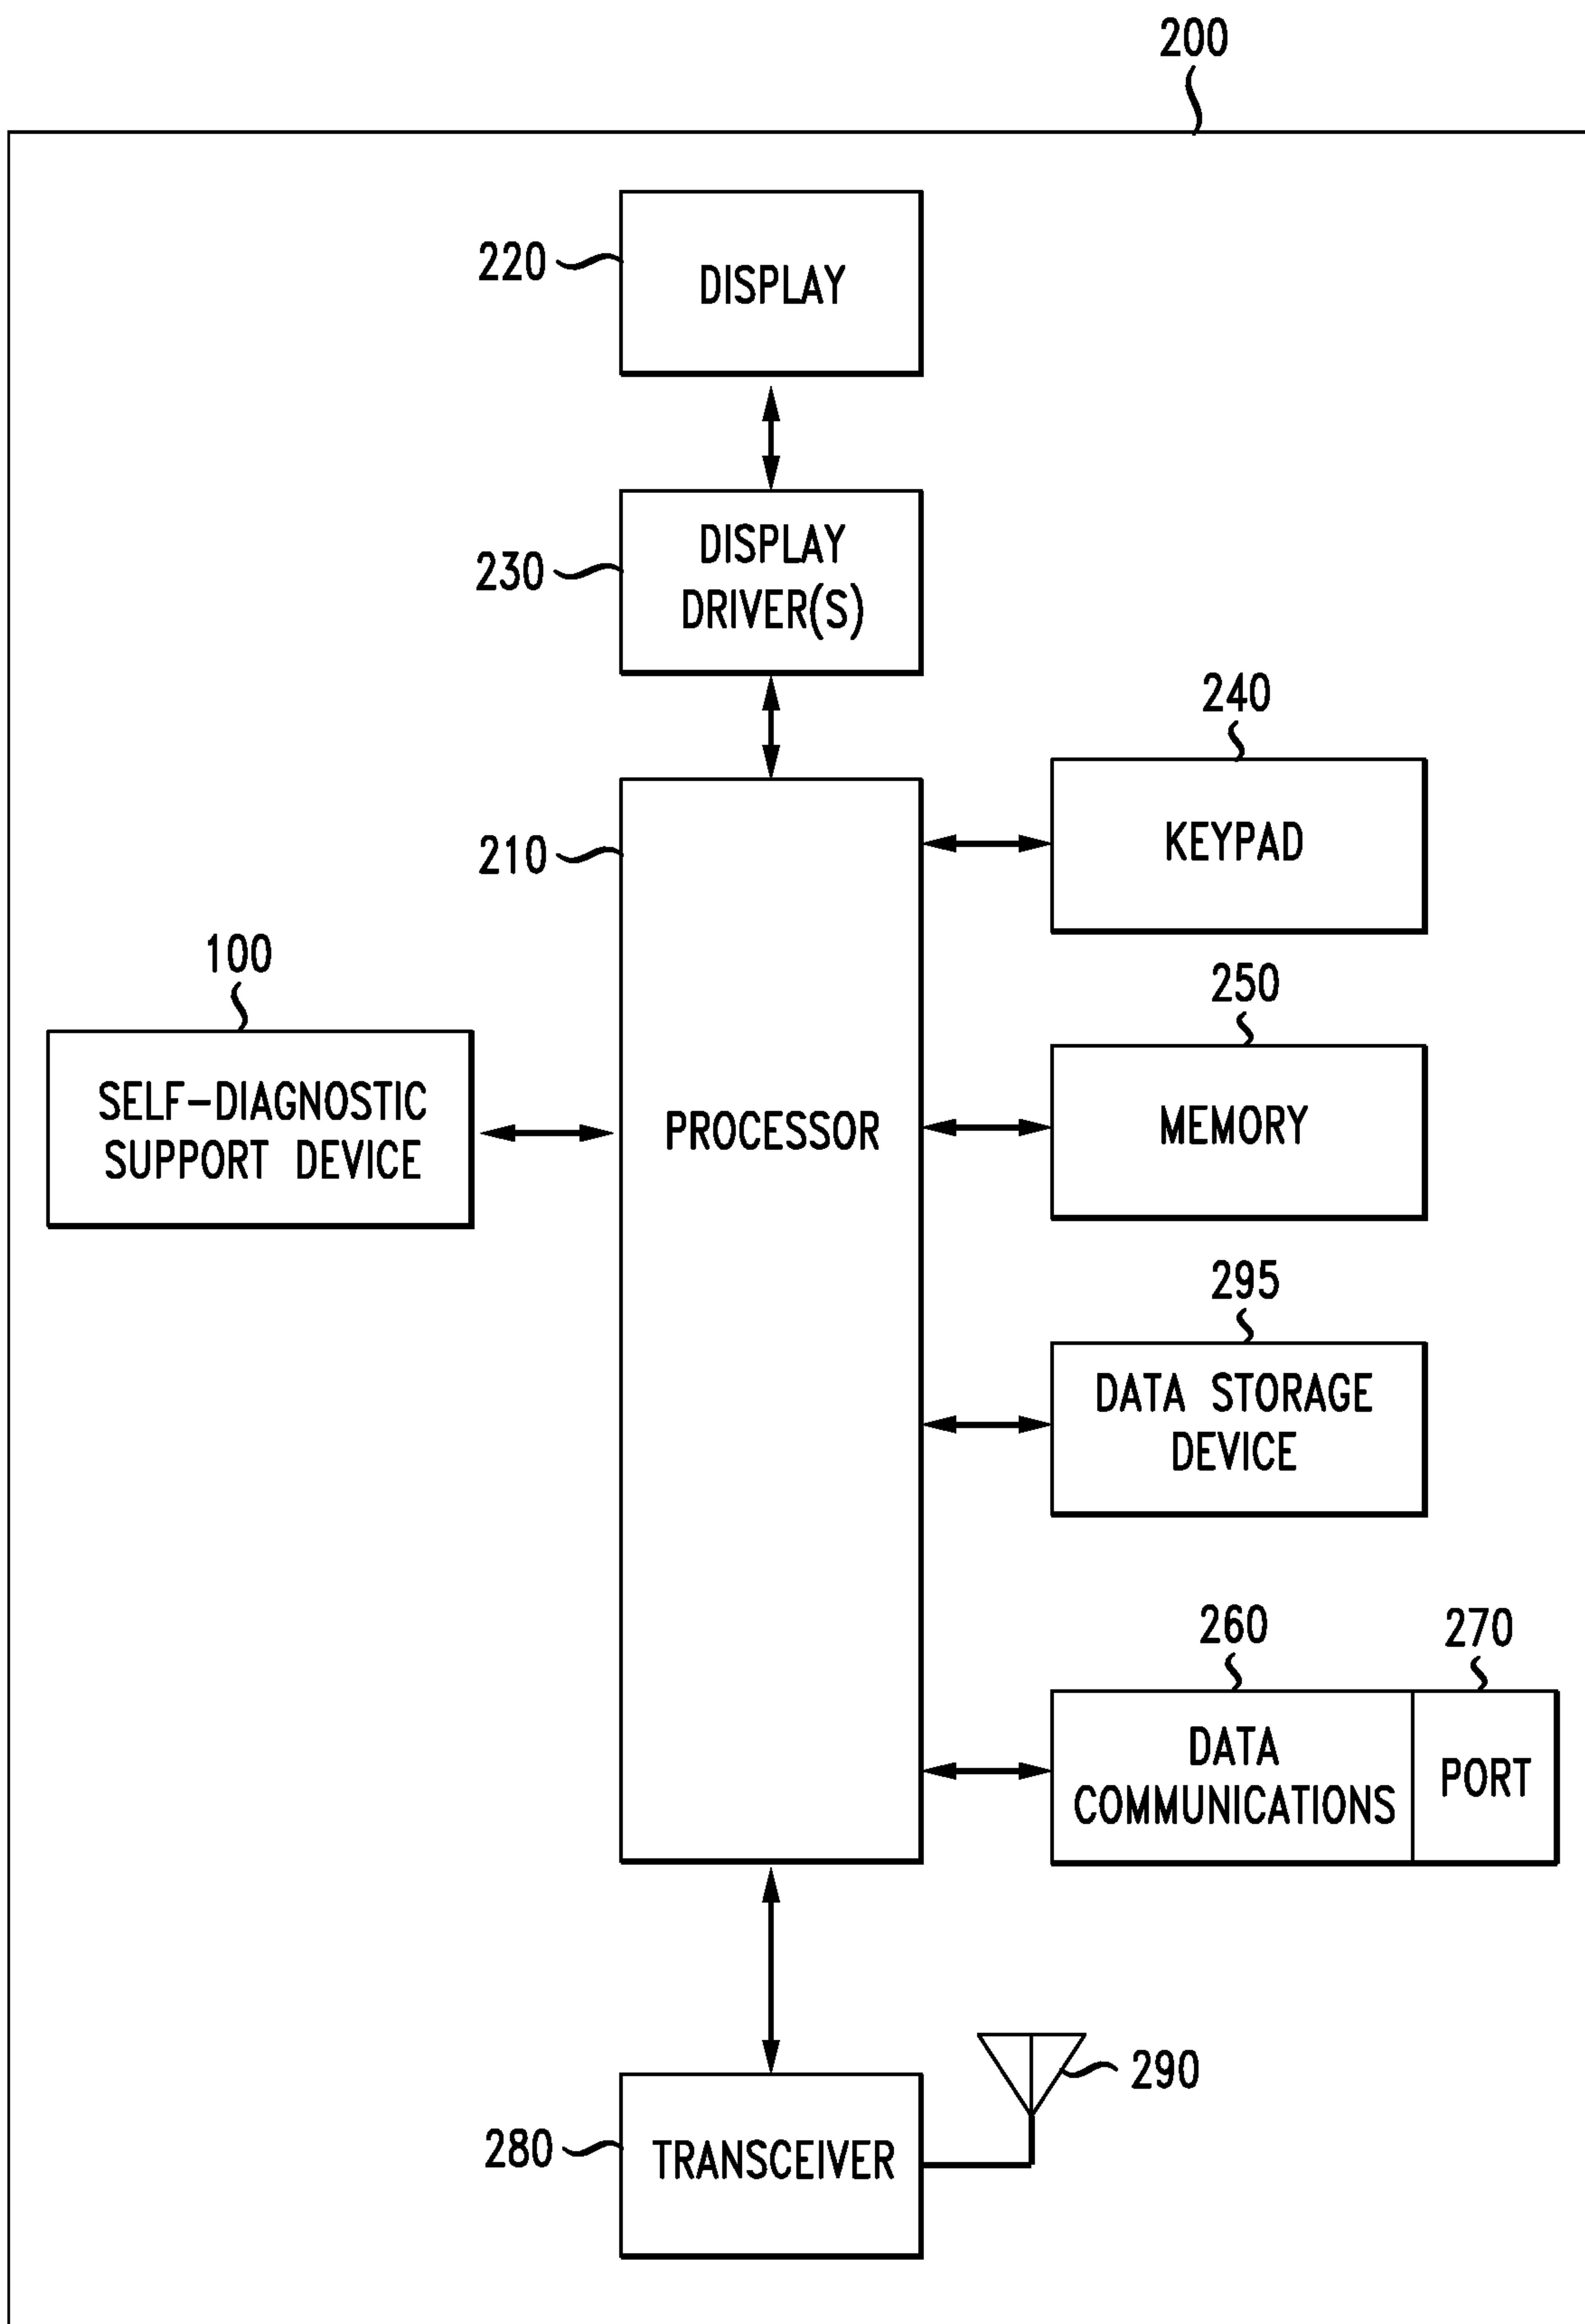 200
220
DISPLAY
230
DISPLAY
DRIVER(S)
240
KEYPAD
210
PROCESSOR
100
SELF-DIAGNOSTIC
SUPPORT DEVICE
250
MEMORY
295
DATA STORAGE
DEVICE
260
DATA
COMMUNICATIONS
270
PORT
290
280
TRANSCEIVER